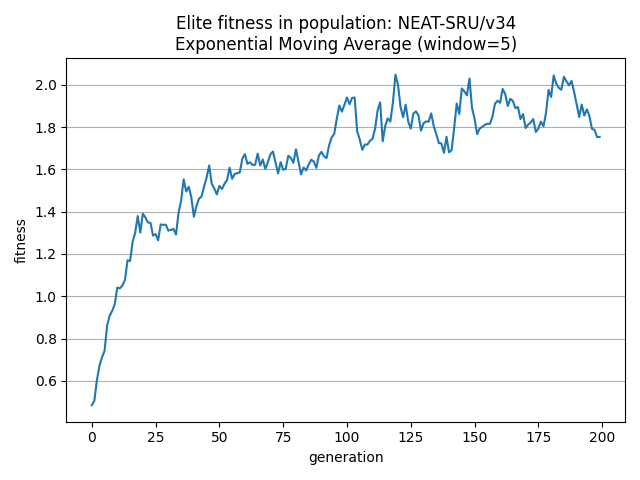 Elite fitness in population: NEAT-SRU/v34
Exponential Moving Average (window=5)
2.0
1.8
1.6
1.4
1.2
1.0
0.8
0.6
fitness
0 25 50 75 100 125 150 175 200
generation